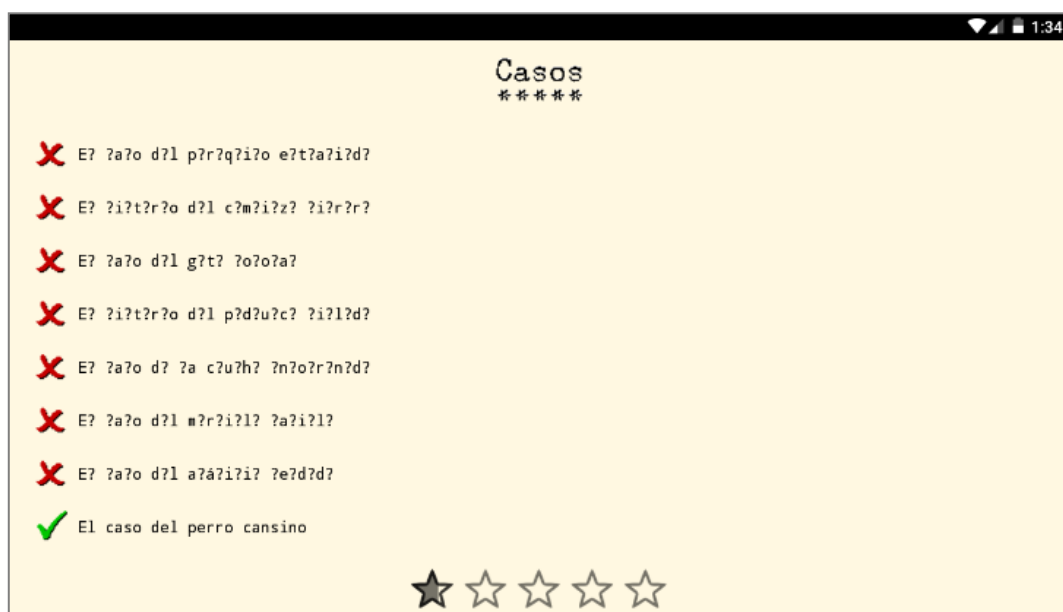 1:34
Casos
*****
E? ?a?o d?l p?r?q?i?o e?t?a?i?d?
E? ?i?t?r?o d?l c?m?i?z? ?i?r?r?
E? ?a?o d?l g?t? ?o?o?a?
E? ?i?t?r?o d?l p?d?u?c? ?i?l?d?
E? ?a?o d? ?a c?u?h? ?n?o?r?n?d?
E? ?a?o d?l m?r?i?l? ?a?i?l?
E? ?a?o d?l a?á?i?i? ?e?d?d?
El caso del perro cansino